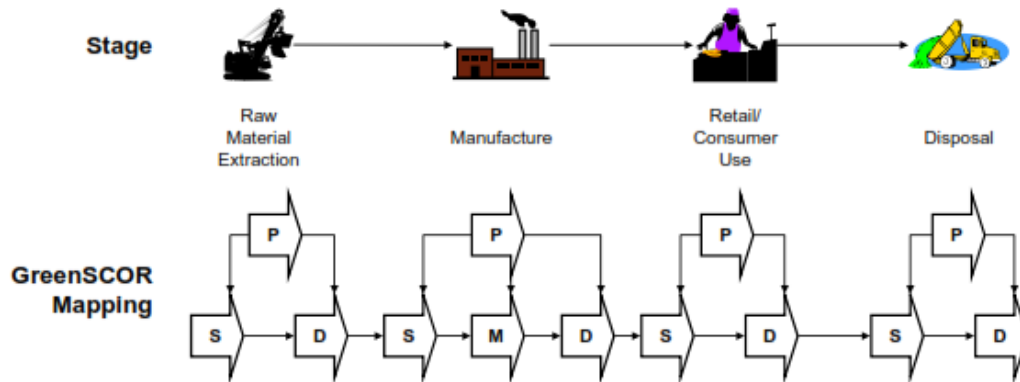 Stage
Raw
Material
Extraction
Manufacture
Retail/
Consumer
Use
Disposal
GreenSCOR
Mapping
P P P P
S D S M D S D S D